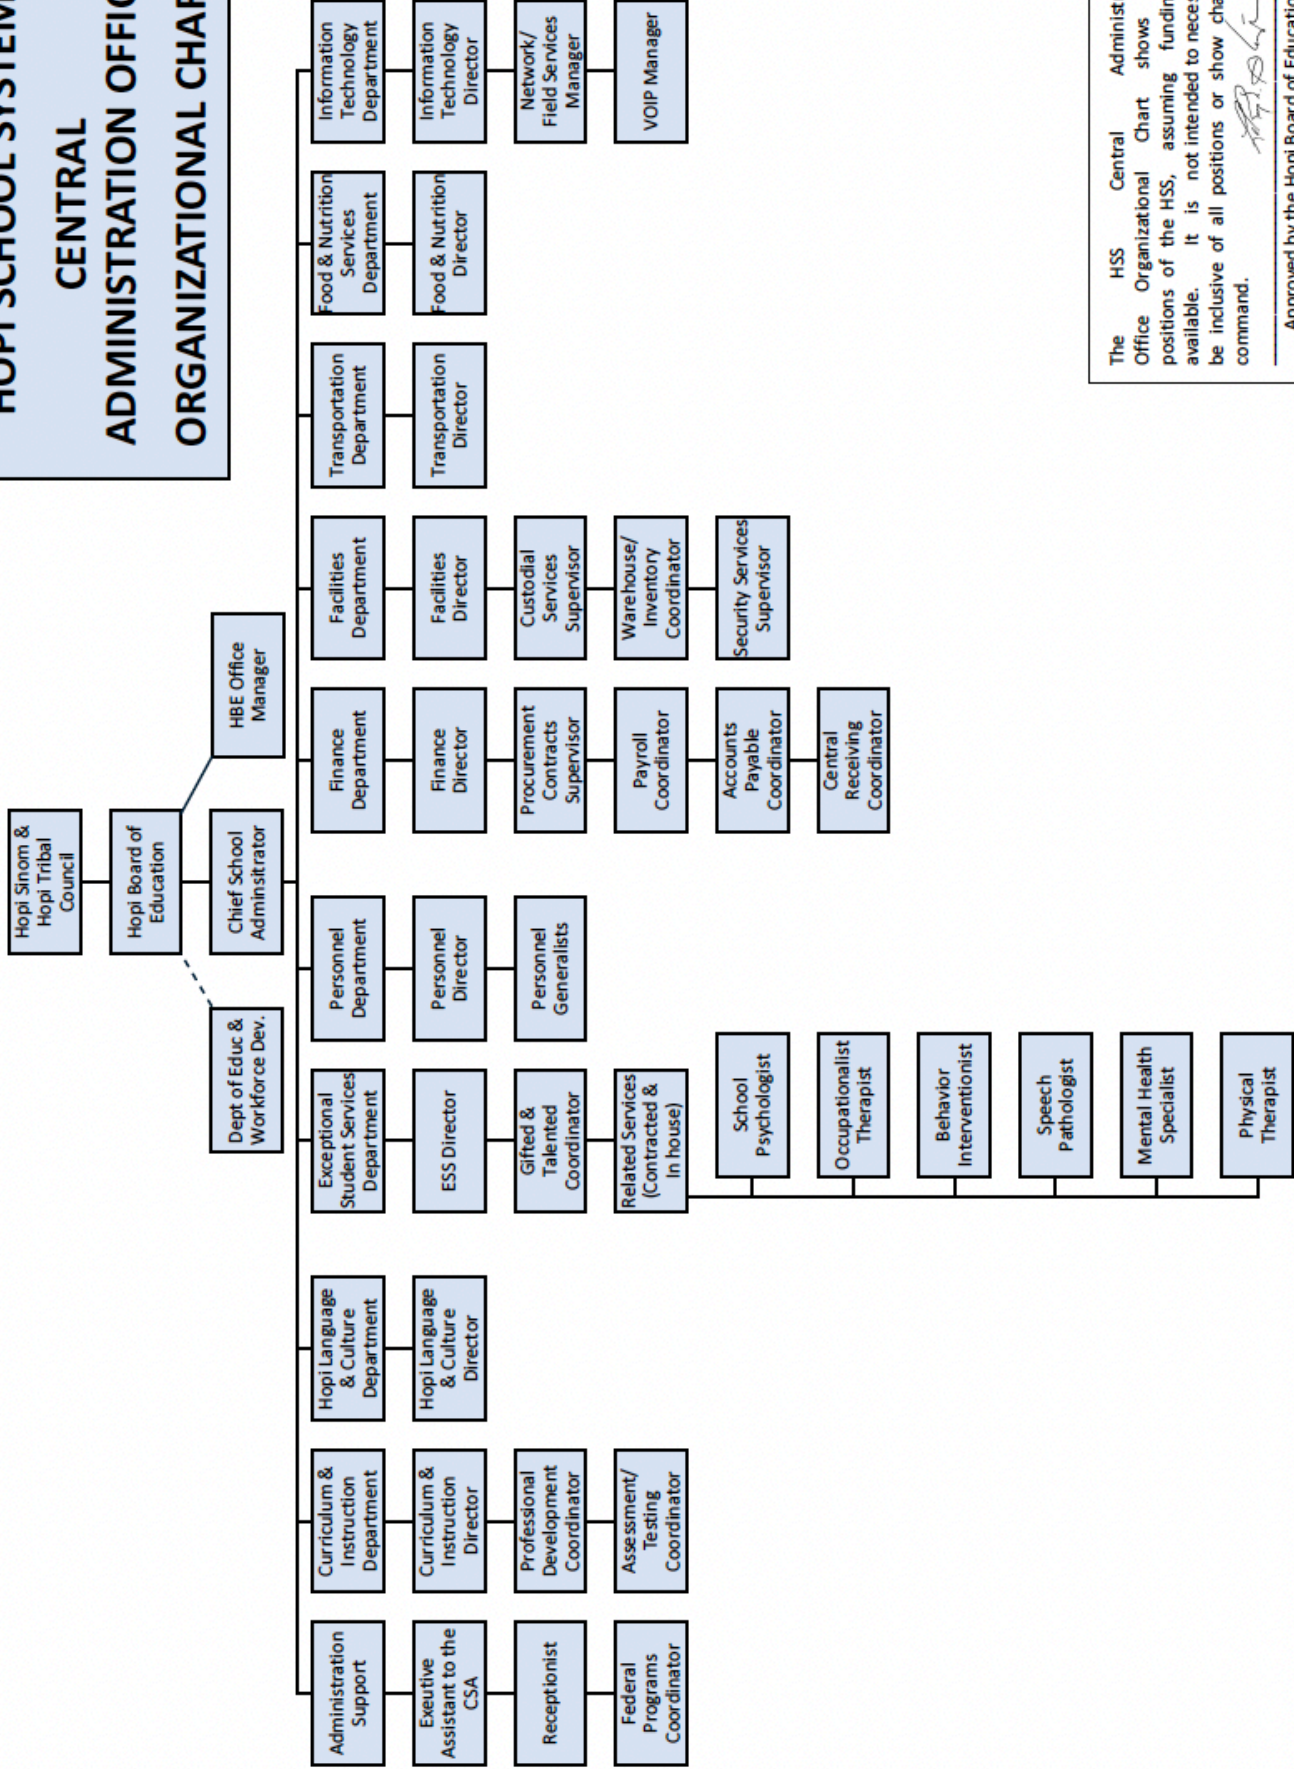 HOPI SCHOOL SYSTEM
CENTRAL
ADMINISTRATION OFFIC
ORGANIZATIONAL CHAR
Hopi Sinom &
Hopi Tribal
Council
Hopi Board of
Education
Dept of Educ &
Workforce Dev.
Chief School
Adminsitrator
HBE Office
Manager
Administration
Support
Exeutive
Assistant to the
CSA
Receptionist
Federal
Programs
Coordinator
Curriculum &
Instruction
Department
Curriculum &
Instruction
Director
Professional
Development
Coordinator
Assessment/
Testing
Coordinator
Hopi Language
& Culture
Department
Hopi Language
& Culture
Director
Exceptional
Student Services
Department
ESS Director
Gifted &
Talented
Coordinator
Related Services
(Contracted &
In house)
School
Psychologist
Occupationalist
Therapist
Behavior
Interventionist
Speech
Pathologist
Mental Health
Specialist
Physical
Therapist
Personnel
Department
Personnel
Director
Personnel
Generalists
Finance
Department
Finance
Director
Procurement
Contracts
Supervisor
Payroll
Coordinator
Accounts
Payable
Coordinator
Central
Receiving
Coordinator
Facilities
Department
Facilities
Director
Custodial
Services
Supervisor
Warehouse/
Inventory
Coordinator
Security Services
Supervisor
Transportation
Department
Transportation
Director
Food & Nutrition
Services
Department
Food & Nutrition
Director
Information
Technology
Department
Information
Technology
Director
Network/
Field Services
Manager
VOIP Manager
The HSS Central Administ
Office Organizational Chart shows
positions of the HSS, assuming fundin
available. It is not intended to neces
be inclusive of all positions or show cha
command.
Approved by the Hopi Board of Education